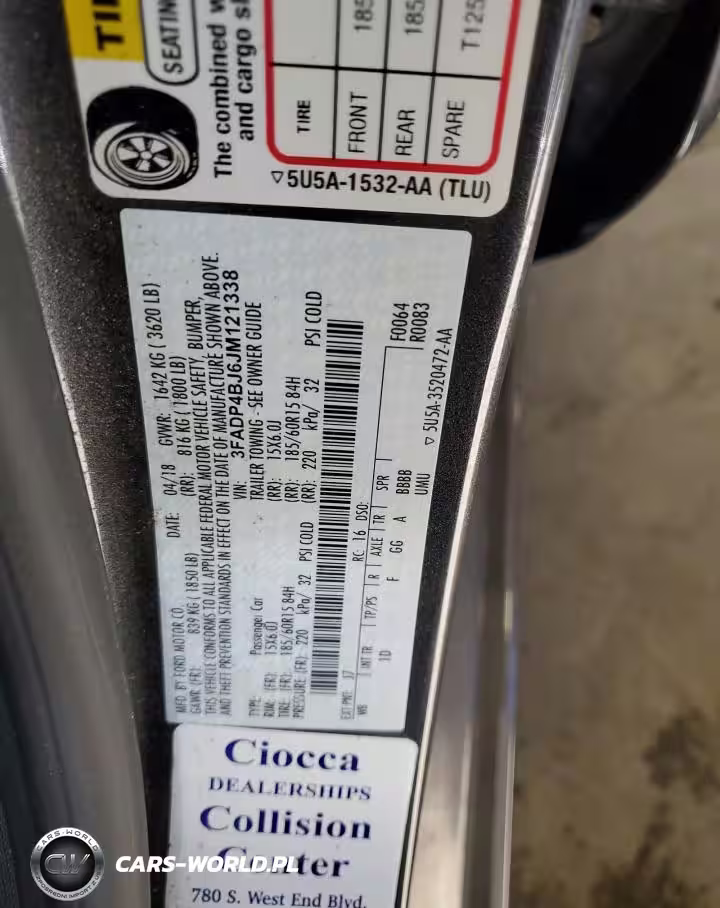 TI
SEATIN
The combined w
and cargo s
TIRE
FRONT 185
REAR 185
SPARE T125
▽5U5A-1532-AA (TLU)
MFD. BY FORD MOTOR CO.
DATE: 04/18 GVWR: 1642 KG ( 3620 LB)
GAWR (FR): 839 KG ( 1850 LB) (RR): 816 KG ( 1800 LB)
THIS VEHICLE CONFORMS TO ALL APPLICABLE FEDERAL MOTOR VEHICLE SAFETY, BUMPER,
AND THEFT PREVENTION STANDARDS IN EFFECT ON THE DATE OF MANUFACTURE SHOWN ABOVE.
VIN: 3FADP4BJ6JM121338
TYPE: Passenger Car TRAILER TOWING - SEE OWNER GUIDE
RIM: (FR): 15X6.0J (RR): 15X6.0J
TIRE: (FR): 185/60R15 84H (RR): 185/60R15 84H
PRESSURE (FR): 220 kPa/ 32 PSI COLD (RR): 220 kPa/ 32 PSI COLD
EXT PNT: RC: 16 DSO: F0064
WB INT TR TP/PS R AXLE TR SPR R0083
1D F GG A BBBB
UMU ▽ 5U5A-3520472-AA
Ciocca
DEALERSHIPS
Collision
Center
780 S. West End Blvd.
CARS-WORLD
CW
CARS-WORLD.PL